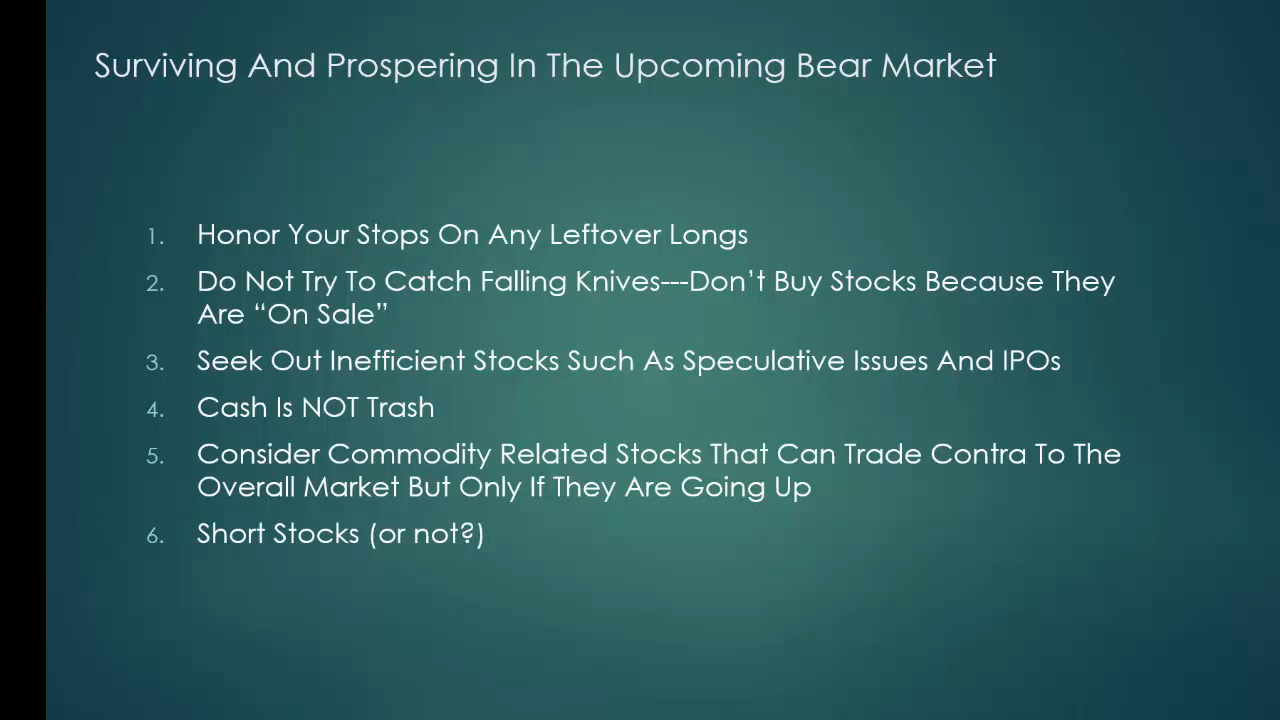 Surviving And Prospering In The Upcoming Bear Market
1. Honor Your Stops On Any Leftover Longs
2. Do Not Try To Catch Falling Knives---Don’t Buy Stocks Because They
Are “On Sale”
3. Seek Out Inefficient Stocks Such As Speculative Issues And IPOs
4. Cash Is NOT Trash
5. Consider Commodity Related Stocks That Can Trade Contra To The
Overall Market But Only If They Are Going Up
6. Short Stocks (or not?)